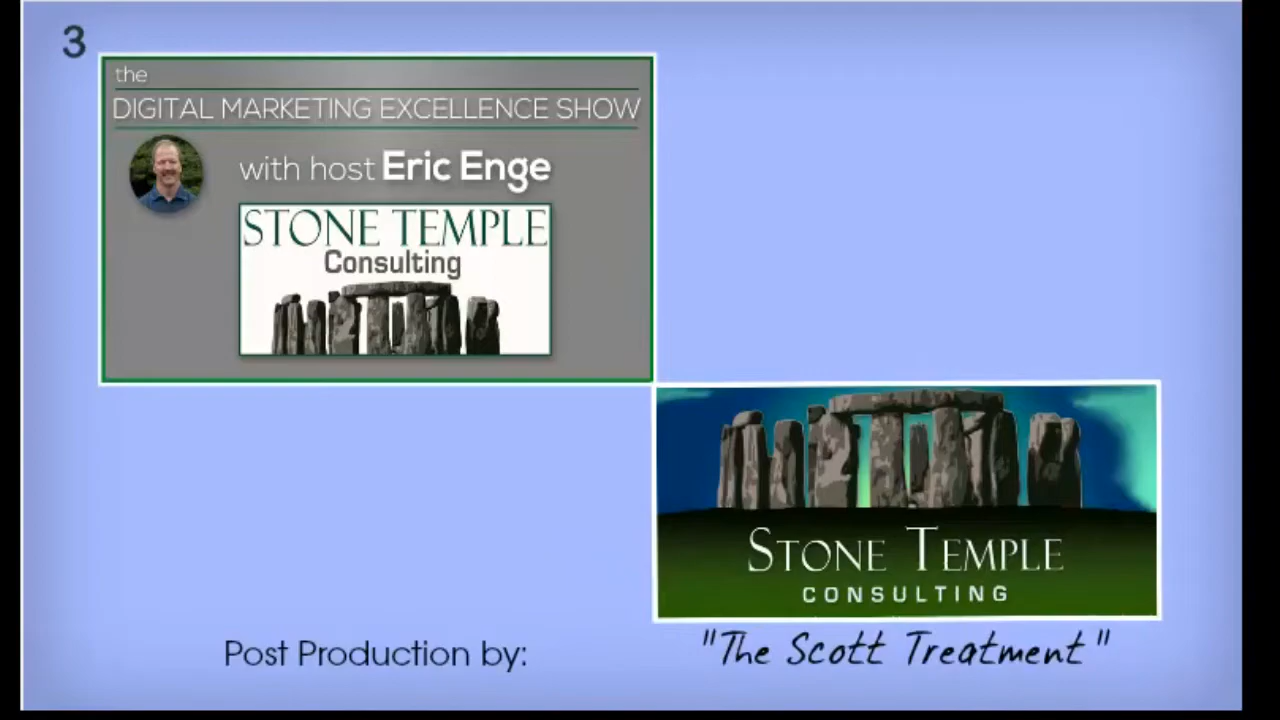 3
the
DIGITAL MARKETING EXCELLENCE SHOW
with host Eric Enge
STONE TEMPLE
Consulting
STONE TEMPLE
CONSULTING
Post Production by:
"The Scott Treatment"